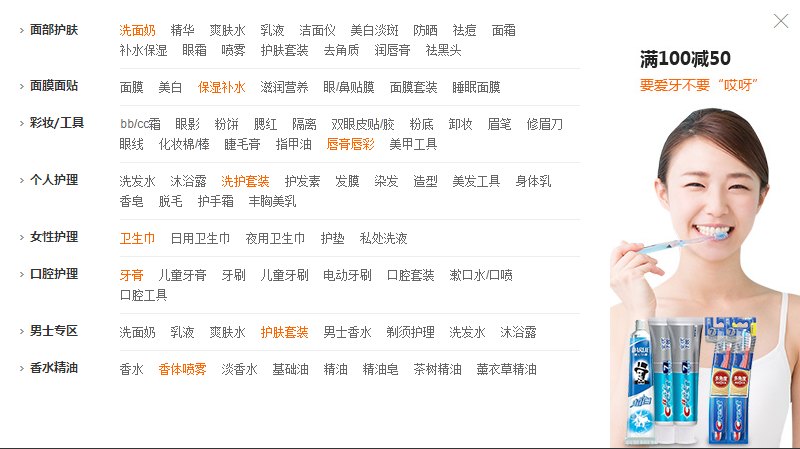 面部护肤 洗面奶 精华 爽肤水 乳液 洁面仪 美白淡斑 防晒 祛痘 面霜
补水保湿 眼霜 喷雾 护肤套装 去角质 润唇膏 祛黑头
面膜面贴 面膜 美白 保湿补水 滋润营养 眼/鼻贴膜 面膜套装 睡眠面膜
彩妆/工具 bb/cc霜 眼影 粉饼 腮红 隔离 双眼皮贴/胶 粉底 卸妆 眉笔 修眉刀
眼线 化妆棉/棒 睫毛膏 指甲油 唇膏唇彩 美甲工具
个人护理 洗发水 沐浴露 洗护套装 护发素 发膜 染发 造型 美发工具 身体乳
香皂 脱毛 护手霜 丰胸美乳
女性护理 卫生巾 日用卫生巾 夜用卫生巾 护垫 私处洗液
口腔护理 牙膏 儿童牙膏 牙刷 儿童牙刷 电动牙刷 口腔套装 漱口水/口喷
口腔工具
男士专区 洗面奶 乳液 爽肤水 护肤套装 男士香水 剃须护理 洗发水 沐浴露
香水精油 香水 香体喷雾 淡香水 基础油 精油 精油皂 茶树精油 薰衣草精油
满100减50
要爱牙不要“哎呀”